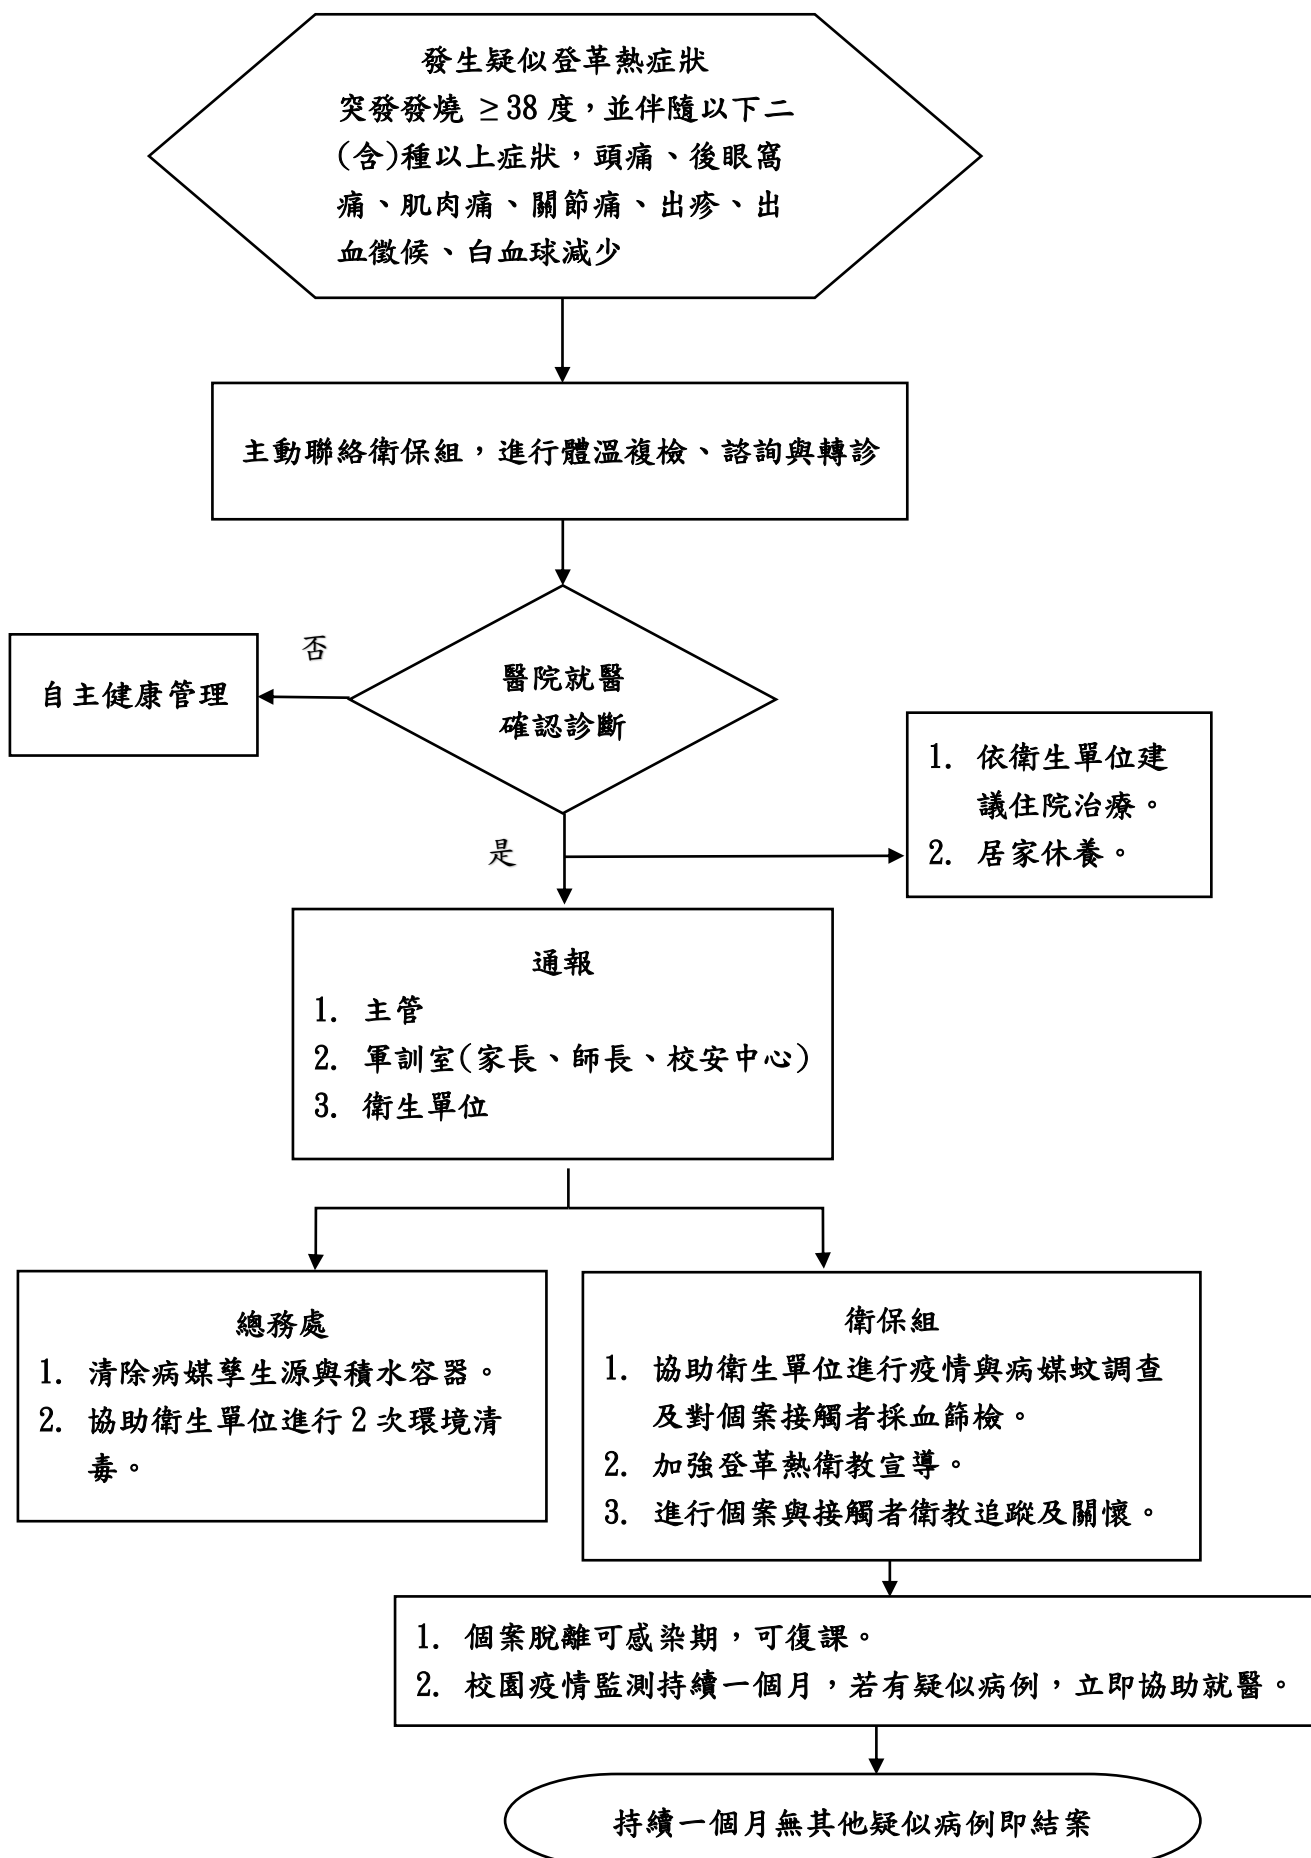 發生疑似登革熱症狀
突發發燒 ≥38 度，並伴隨以下二
(含)種以上症狀，頭痛、後眼窩
痛、肌肉痛、關節痛、出疹、出
血徵候、白血球減少
主動聯絡衛保組，進行體溫複檢、諮詢與轉診
否
自主健康管理
醫院就醫
確認診斷
是
1. 依衛生單位建
議住院治療。
2. 居家休養。
通報
1. 主管
2. 軍訓室(家長、師長、校安中心)
3. 衛生單位
總務處
1. 清除病媒孳生源與積水容器。
2. 協助衛生單位進行 2 次環境清
毒。
衛保組
1. 協助衛生單位進行疫情與病媒蚊調查
及對個案接觸者採血篩檢。
2. 加強登革熱衛教宣導。
3. 進行個案與接觸者衛教追蹤及關懷。
1. 個案脫離可感染期，可復課。
2. 校園疫情監測持續一個月，若有疑似病例，立即協助就醫。
持續一個月無其他疑似病例即結案